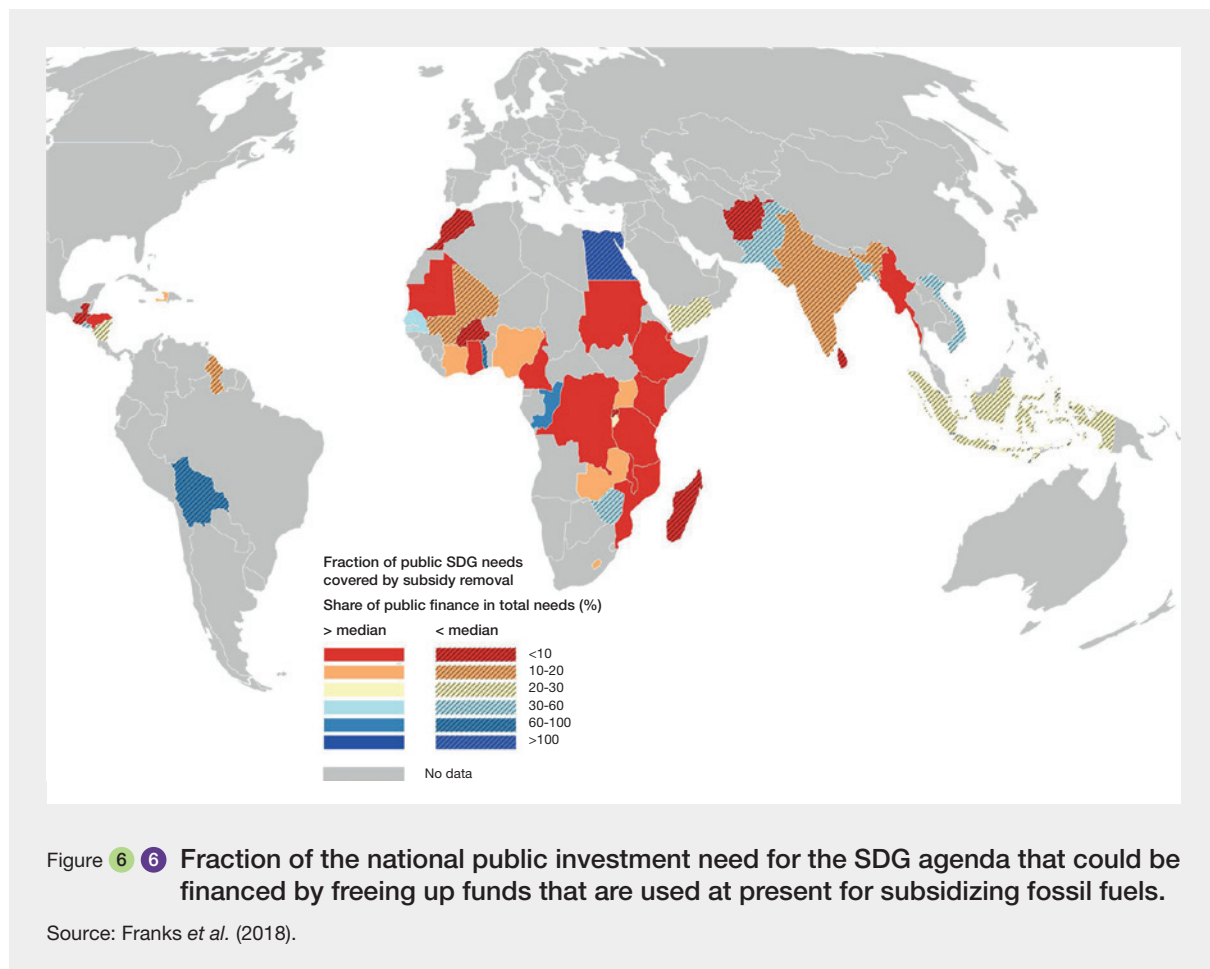 Fraction of public SDG needs
covered by subsidy removal
Share of public finance in total needs (%)
> median < median
<10
10-20
20-30
30-60
60-100
>100
No data
Figure 6 6 Fraction of the national public investment need for the SDG agenda that could be
financed by freeing up funds that are used at present for subsidizing fossil fuels.
Source: Franks et al. (2018).